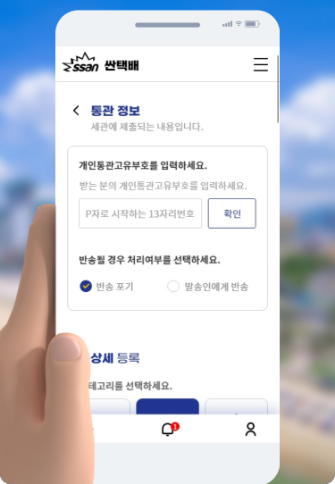 Ssan 싼택배
통관 정보
세관에 제출되는 내용입니다.
개인통관고유부호를 입력하세요.
받는 분의 개인통관고유부호를 입력하세요.
P자로 시작하는 13자리번호 확인
반송될 경우 처리여부를 선택하세요.
반송 포기 발송인에게 반송
상세 등록
테고리를 선택하세요.
1